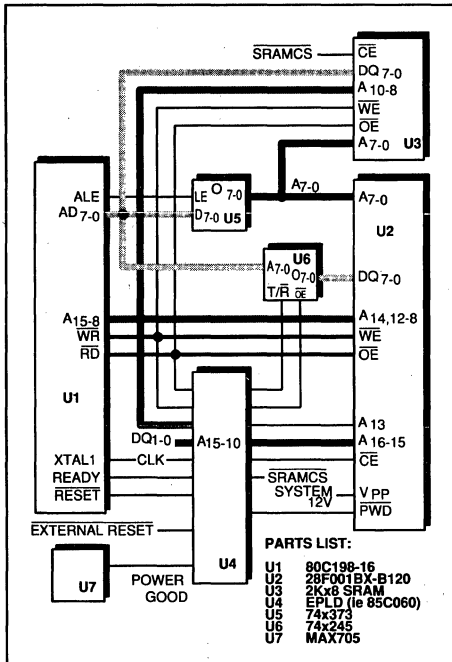 SRAMCS
CE
DQ 7-0
A 10-8
WE
OE
A 7-0
U3
ALE
AD 7-0
LE
O 7-0
D 7-0
U5
A 7-0
A 7-0
U2
U6
A 7-0
O 7-0
T/R
OE
DQ 7-0
A 15-8
WR
RD
A 14,12-8
WE
OE
U1
DQ 1-0
A 15-10
A 13
A 16-15
XTAL1
CLK
CE
READY
SRAMCS
RESET
SYSTEM 12V
VPP
PWD
EXTERNAL RESET
U4
U7
POWER GOOD
PARTS LIST:
U1 80C198-16
U2 28F001BX-B120
U3 2Kx8 SRAM
U4 EPLD (ie 85C060)
U5 74x373
U6 74x245
U7 MAX705